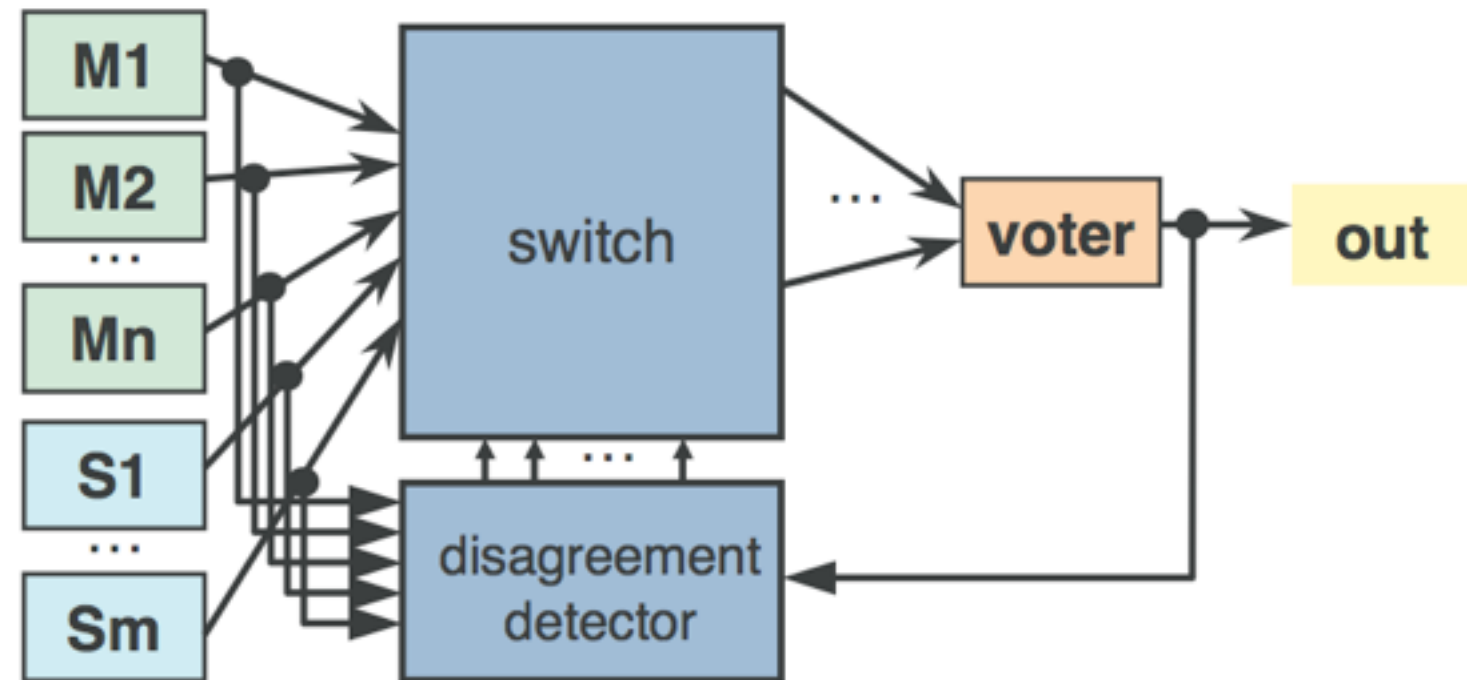 M1
M2
...
Mn
S1
...
Sm
switch
...
disagreement
detector
...
voter
out